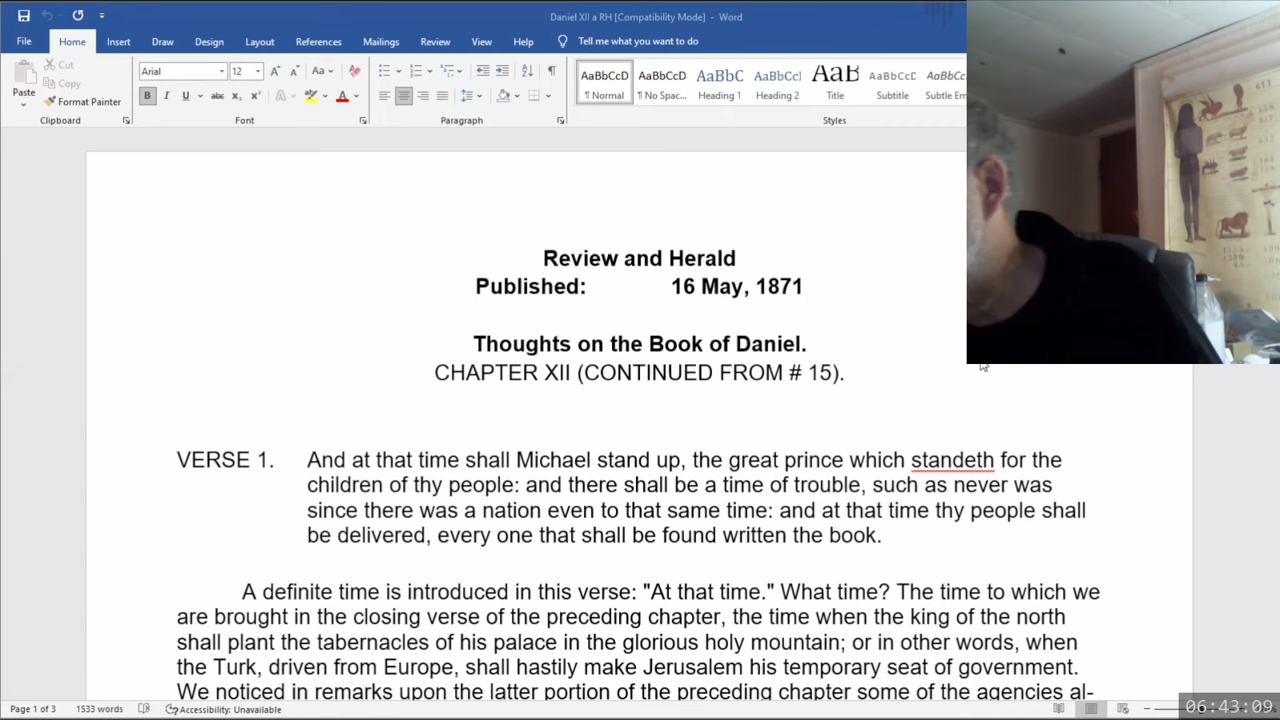 Daniel XII a RH [Compatibility Mode] - Word
File Home Insert Draw Design Layout References Mailings Review View Help Tell me what you want to do
Paste
Cut
Copy
Format Painter
Clipboard
Arial 12
Font
Paragraph
AaBbCcD AaBbCcD AaBbC AaBbCcI AaB AaBbCcD AaBbCcD
¶ Normal ¶ No Spac... Heading 1 Heading 2 Title Subtitle Subtle Em
Styles
Review and Herald
Published: 16 May, 1871
Thoughts on the Book of Daniel.
CHAPTER XII (CONTINUED FROM # 15).
VERSE 1. And at that time shall Michael stand up, the great prince which standeth for the
children of thy people: and there shall be a time of trouble, such as never was
since there was a nation even to that same time: and at that time thy people shall
be delivered, every one that shall be found written the book.
A definite time is introduced in this verse: "At that time." What time? The time to which we
are brought in the closing verse of the preceding chapter, the time when the king of the north
shall plant the tabernacles of his palace in the glorious holy mountain; or in other words, when
the Turk, driven from Europe, shall hastily make Jerusalem his temporary seat of government.
We noticed in remarks upon the latter portion of the preceding chapter some of the agencies al-
Page 1 of 3 1533 words Accessibility: Unavailable
06:43:09